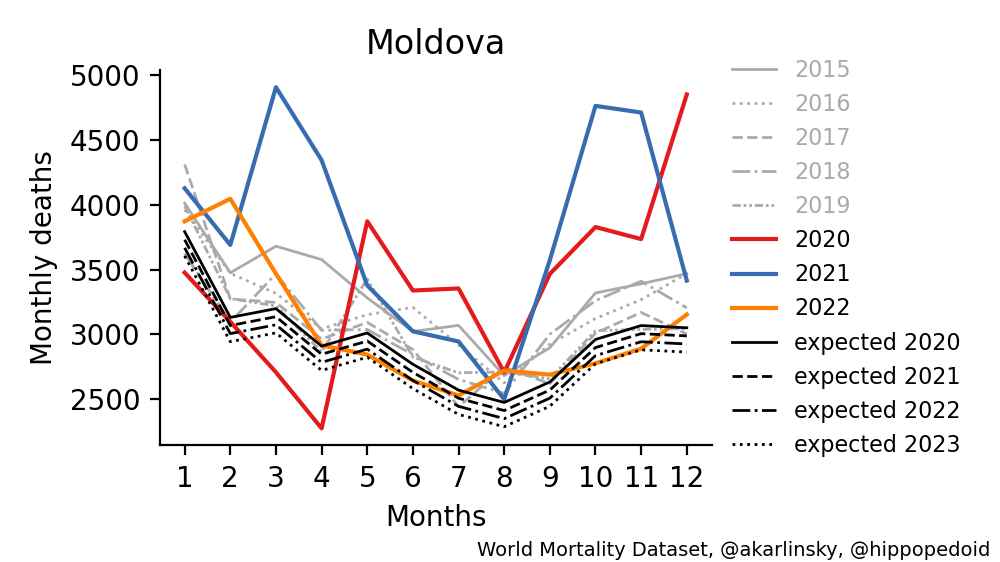 Moldova
Monthly deaths
5000
4500
4000
3500
3000
2500
1 2 3 4 5 6 7 8 9 10 11 12
Months
2015
2016
2017
2018
2019
2020
2021
2022
expected 2020
expected 2021
expected 2022
expected 2023
World Mortality Dataset, @akarlinsky, @hippopedoid